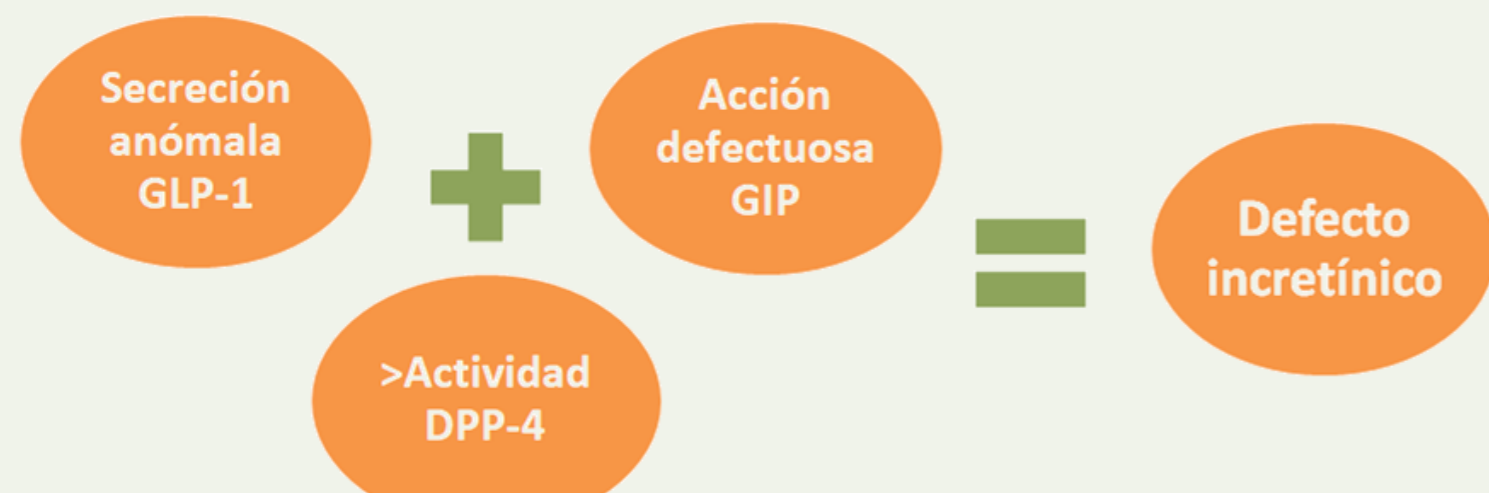 Secreción
anómala
GLP-1
Acción
defectuosa
GIP
>Actividad
DPP-4
Defecto
incretínico